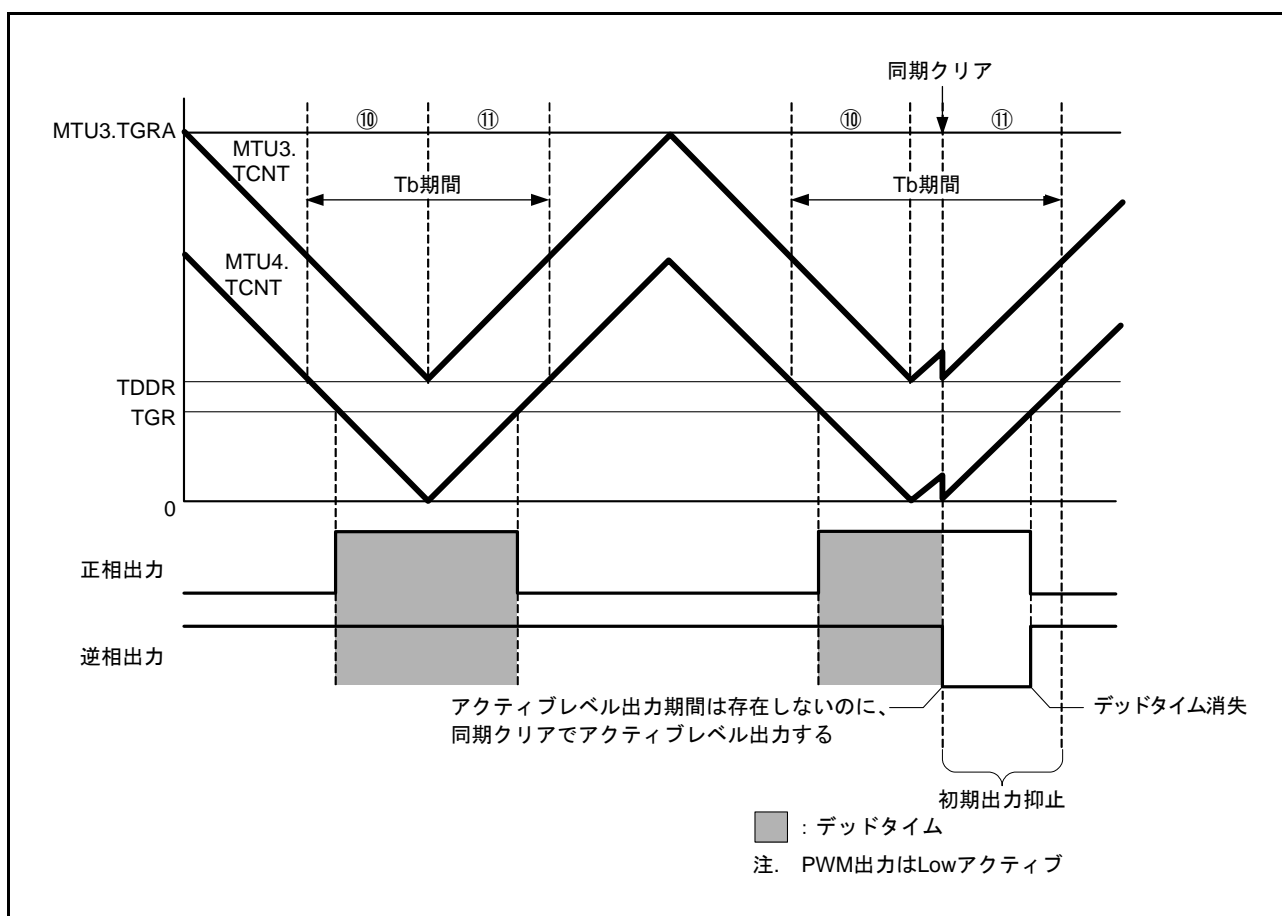 同期クリア
⑩
⑪
⑩
⑪
MTU3.TGRA
MTU3.
TCNT
Tb期間
Tb期間
MTU4.
TCNT
TDDR
TGR
0
正相出力
逆相出力
アクティブレベル出力期間は存在しないのに、
同期クリアでアクティブレベル出力する
デッドタイム消失
初期出力抑止
：デッドタイム
注. PWM出力はLowアクティブ